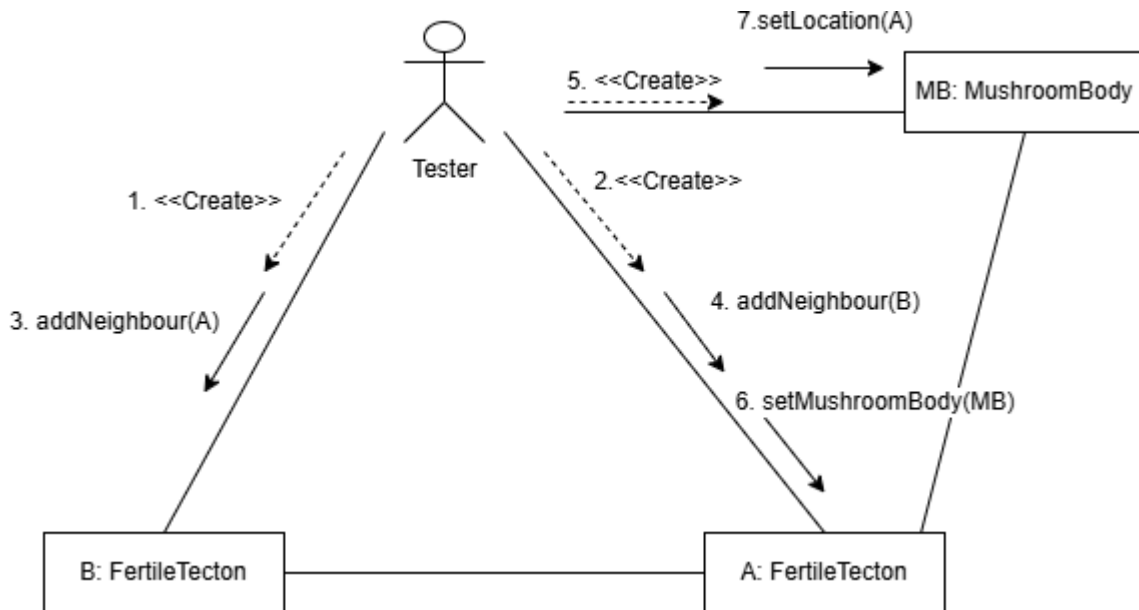 7.setLocation(A)
5. <<Create>>
MB: MushroomBody
Tester
1. <<Create>>
2.<<Create>>
3. addNeighbour(A)
4. addNeighbour(B)
6. setMushroomBody(MB)
B: FertileTecton
A: FertileTecton